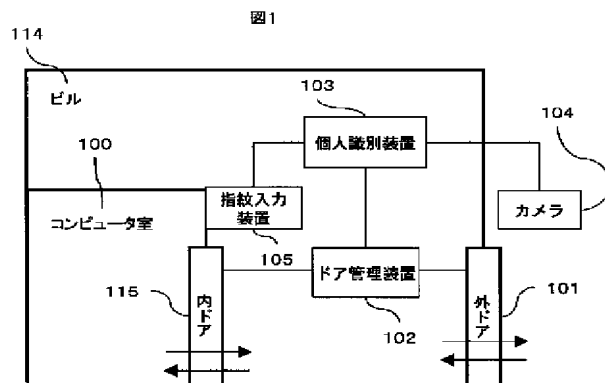 図1
114
ビル
103
個人識別装置
104
カメラ
100
コンピュータ室
指紋入力
装置
105
ドア管理装置
102
115
内ドア
外ドア
101